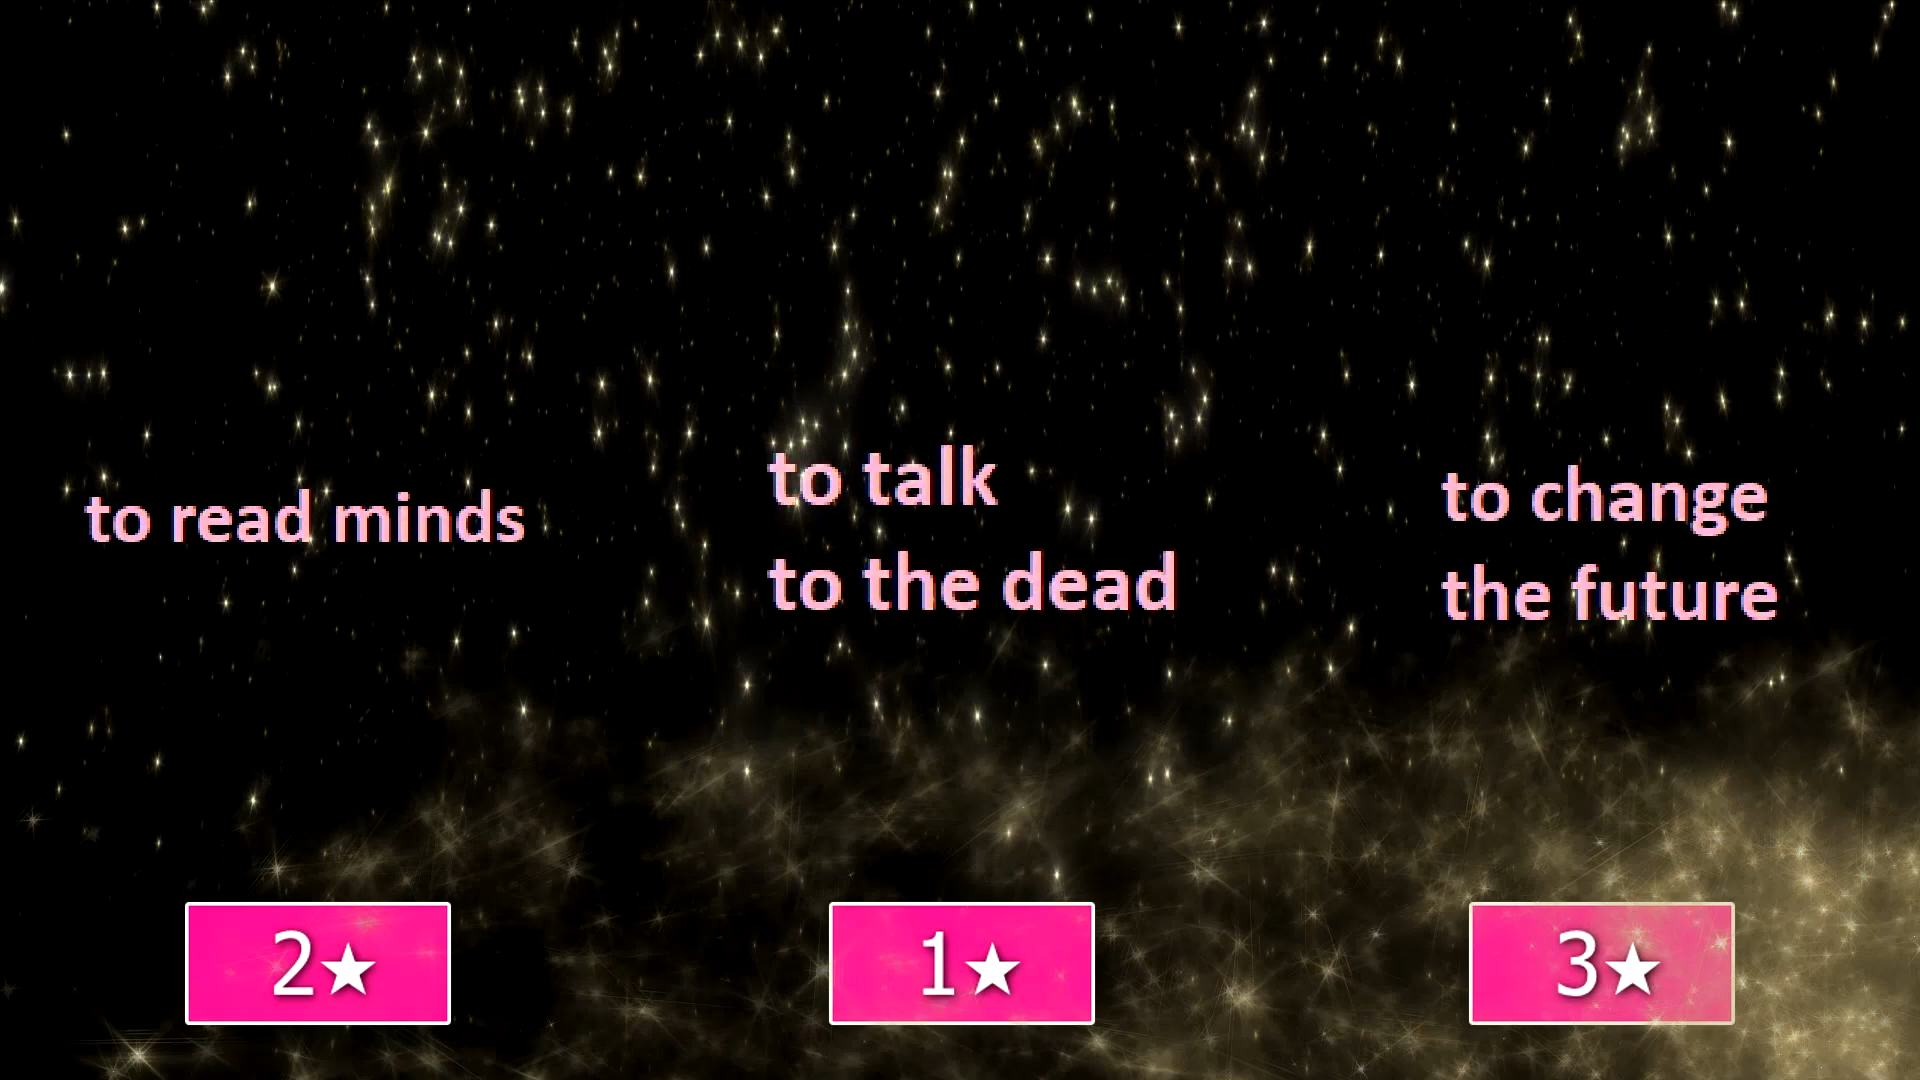 to read minds
to talk
to the dead
to change
the future
2★
1★
3★